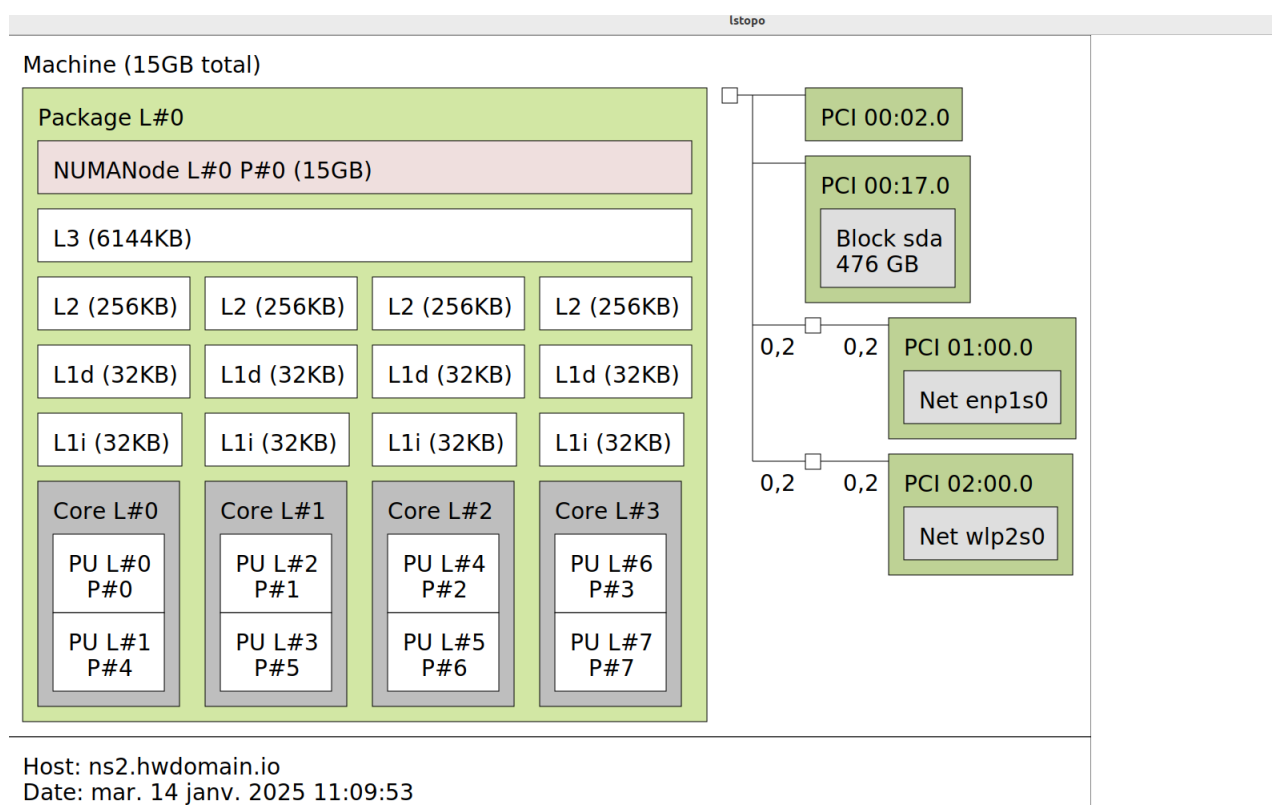 lstopo
Machine (15GB total)
Package L#0
NUMANode L#0 P#0 (15GB)
L3 (6144KB)
L2 (256KB) L2 (256KB) L2 (256KB) L2 (256KB)
L1d (32KB) L1d (32KB) L1d (32KB) L1d (32KB)
L1i (32KB) L1i (32KB) L1i (32KB) L1i (32KB)
Core L#0 Core L#1 Core L#2 Core L#3
PU L#0 PU L#2 PU L#4 PU L#6
P#0 P#1 P#2 P#3
PU L#1 PU L#3 PU L#5 PU L#7
P#4 P#5 P#6 P#7
PCI 00:02.0
PCI 00:17.0
Block sda
476 GB
0,2 0,2 PCI 01:00.0
Net enp1s0
0,2 0,2 PCI 02:00.0
Net wlp2s0
Host: ns2.hwdomain.io
Date: mar. 14 janv. 2025 11:09:53